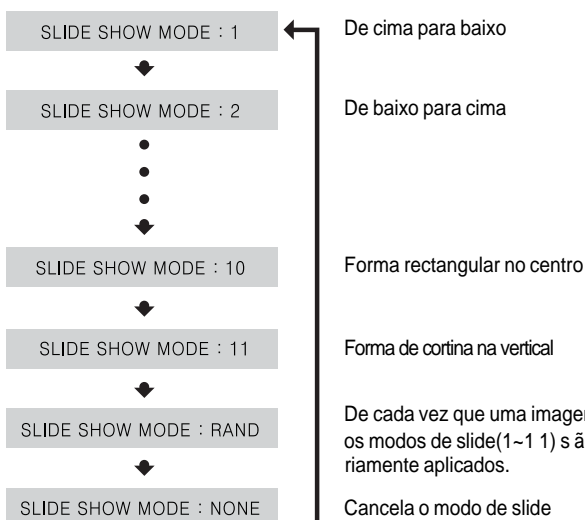 SLIDE SHOW MODE : 1
De cima para baixo
SLIDE SHOW MODE : 2
De baixo para cima
SLIDE SHOW MODE : 10
Forma rectangular no centro
SLIDE SHOW MODE : 11
Forma de cortina na vertical
SLIDE SHOW MODE : RAND
De cada vez que uma
os modos de slide(1~1 1) s
riamente aplicados.
SLIDE SHOW MODE : NONE
Cancela o modo de slide